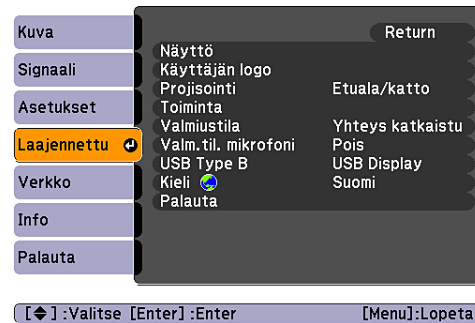 Kuva
Signaali
Asetukset
Laajennettu
Verkko
Info
Palauta
Return
Näyttö
Käyttäjän logo
Projisointi Etuala/katto
Toiminta
Valmiustila Yhteys katkaistu
Valm.til. mikrofoni Pois
USB Type B USB Display
Kieli Suomi
Palauta
[◆] :Valitse [Enter] :Enter [Menu]:Lopeta